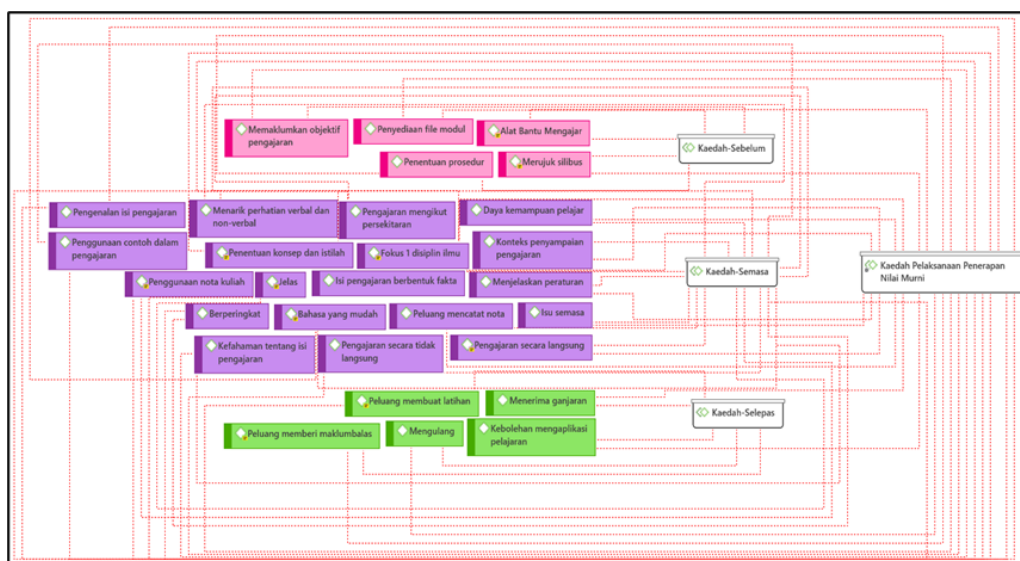 Memaklumkan objektif
pengajaran
Penyediaan file modul
Alat Bantu Mengajar
Kaedah-Sebelum
Penentuan prosedur
Merujuk silibus
Pengenalan isi pengajaran
Menarik perhatian verbal dan
non-verbal
Pengajaran mengikut
persekitaran
Daya kemampuan pelajar
Penggunaan contoh dalam
pengajaran
Penentuan konsep dan istilah
Fokus 1 disiplin ilmu
Konteks penyampaian
pengajaran
Kaedah-Semasa
Kaedah Pelaksanaan Penerapan
Nilai Murni
Penggunaan nota kuliah
Jelas
Isi pengajaran berbentuk fakta
Menjelaskan peraturan
Berperingkat
Bahasa yang mudah
Peluang mencatat nota
Isu semasa
Kefahaman tentang isi
pengajaran
Pengajaran secara tidak
langsung
Pengajaran secara langsung
Peluang membuat latihan
Menerima ganjaran
Kaedah-Selepas
Peluang memberi maklumbalas
Mengulang
Kebolehan mengaplikasi
pelajaran